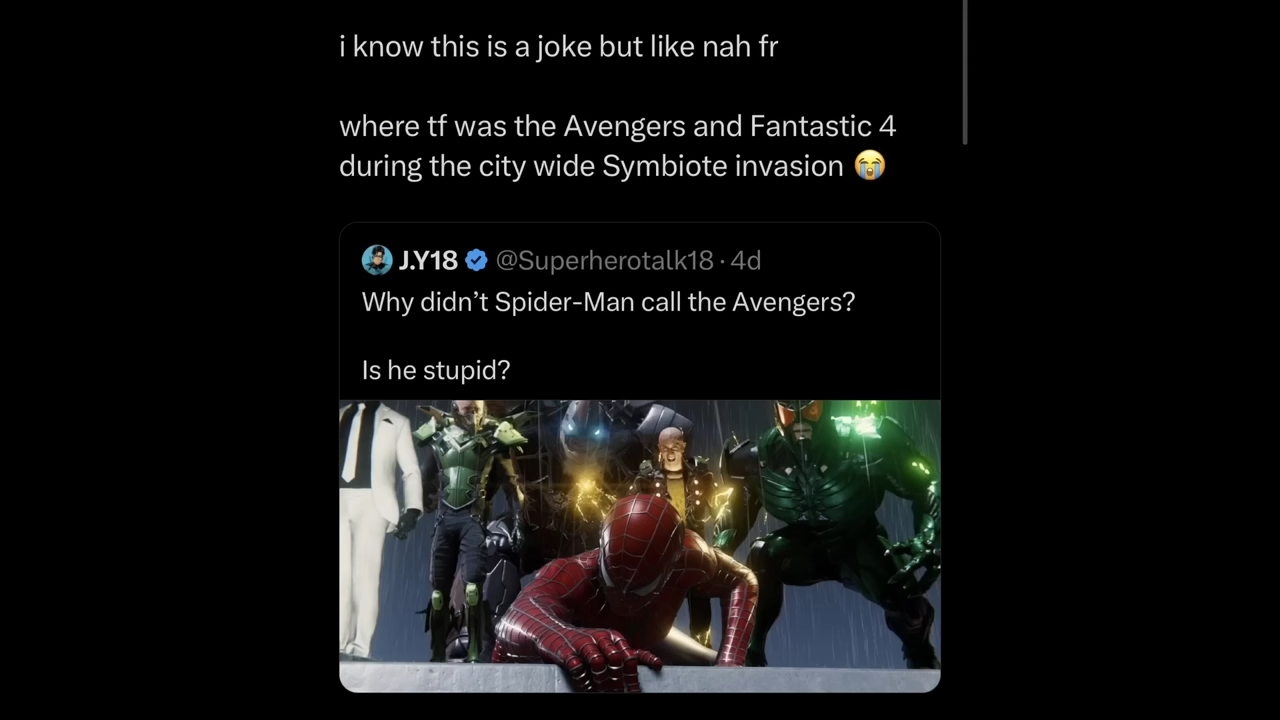 i know this is a joke but like nah fr
where tf was the Avengers and Fantastic 4
during the city wide Symbiote invasion 😭
J.Y18 @Superherotalk18 · 4d
Why didn’t Spider-Man call the Avengers?
Is he stupid?